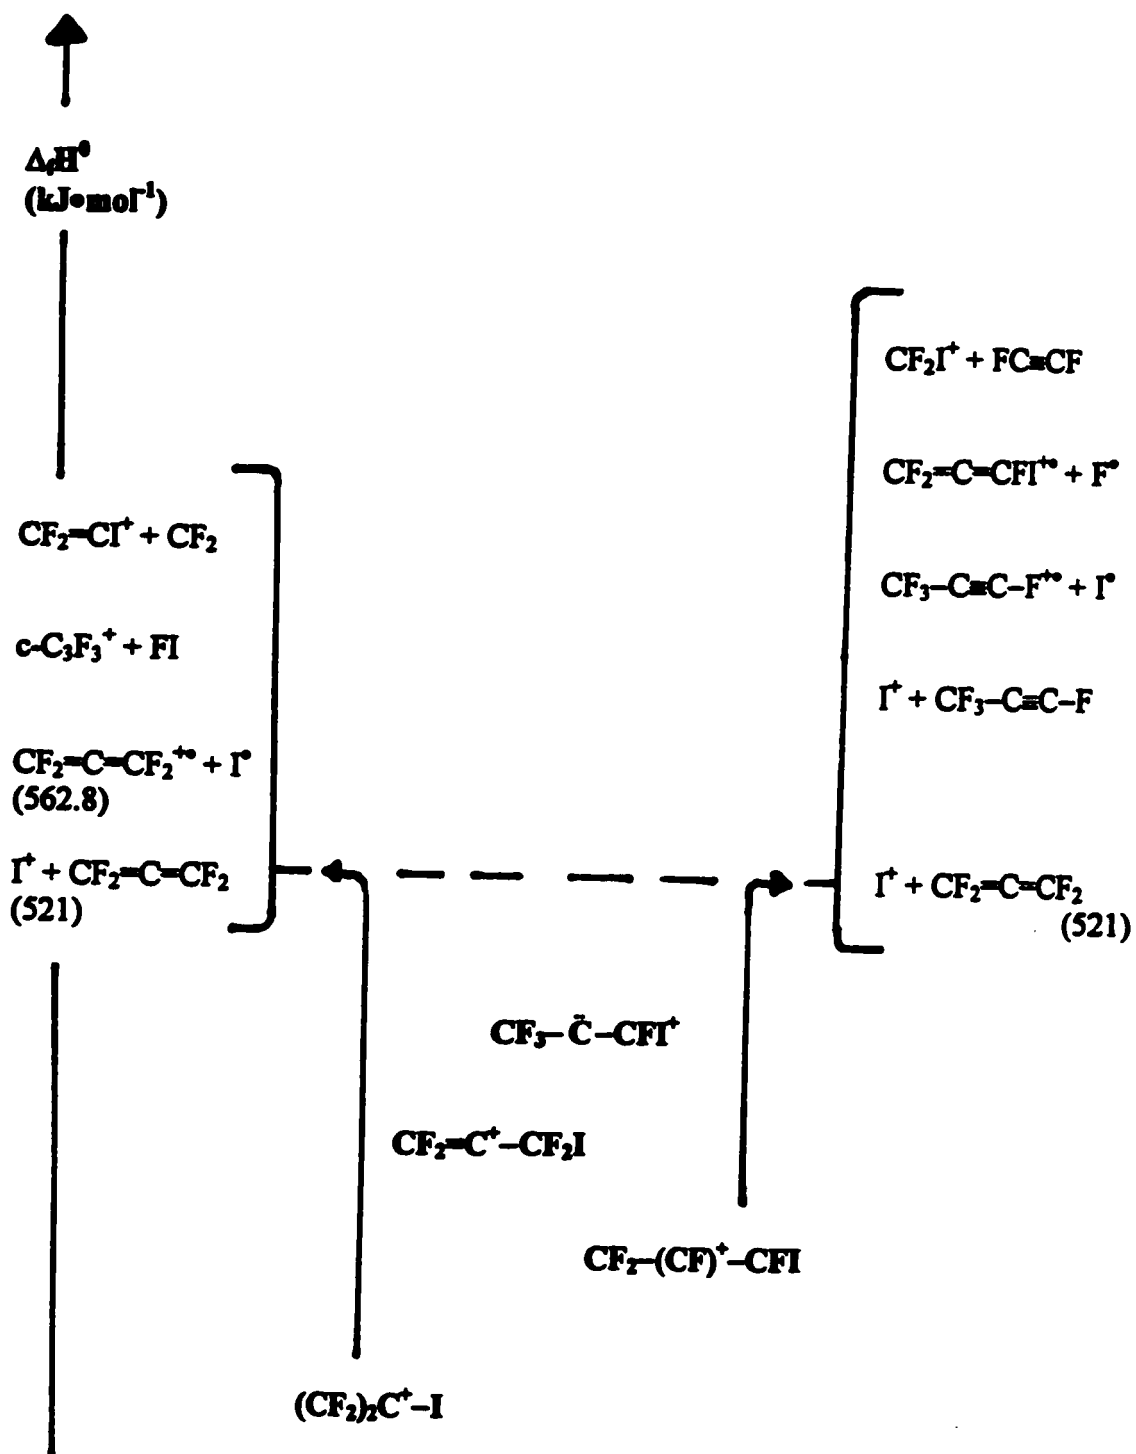 ΔfH⁰
(kJ•mol⁻¹)
CF₂=CI⁺ + CF₂
c-C₃F₃⁺ + FI
CF₂=C=CF₂⁺• + I•
(562.8)
I⁺ + CF₂=C=CF₂
(521)
CF₂I⁺ + FC≡CF
CF₂=C=CFI⁺• + F•
CF₃–C≡C–F⁺• + I•
I⁺ + CF₃–C≡C–F
I⁺ + CF₂=C=CF₂
(521)
CF₃–C̈–CFI⁺
CF₂=C⁺–CF₂I
CF₂–(CF)⁺–CFI
(CF₂)₂C⁺–I